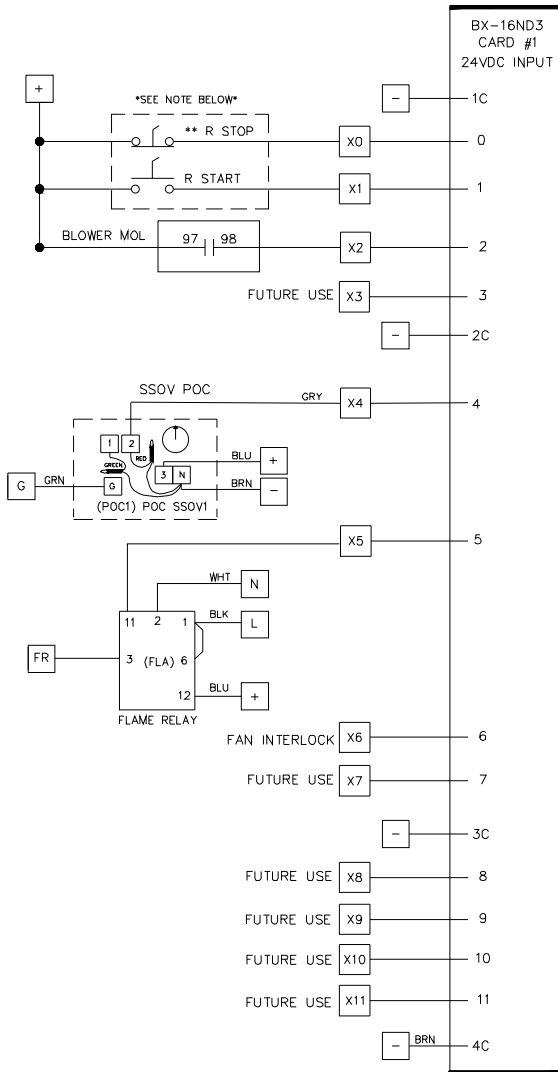 BX-16ND3
CARD #1
24VDC INPUT
+
*SEE NOTE BELOW*
- 1C
** R STOP X0 0
R START X1 1
BLOWER MOL 97 98 X2 2
FUTURE USE X3 3
- 2C
SSOV POC GRY X4 4
1 2 RED
GREEN 3 N BLU +
G GRN G BRN -
(POC1) POC SSOV1
X5 5
WHT N
11 2 1 BLK L
FR 3 (FLA) 6
12 BLU +
FLAME RELAY
FAN INTERLOCK X6 6
FUTURE USE X7 7
- 3C
FUTURE USE X8 8
FUTURE USE X9 9
FUTURE USE X10 10
FUTURE USE X11 11
- BRN 4C